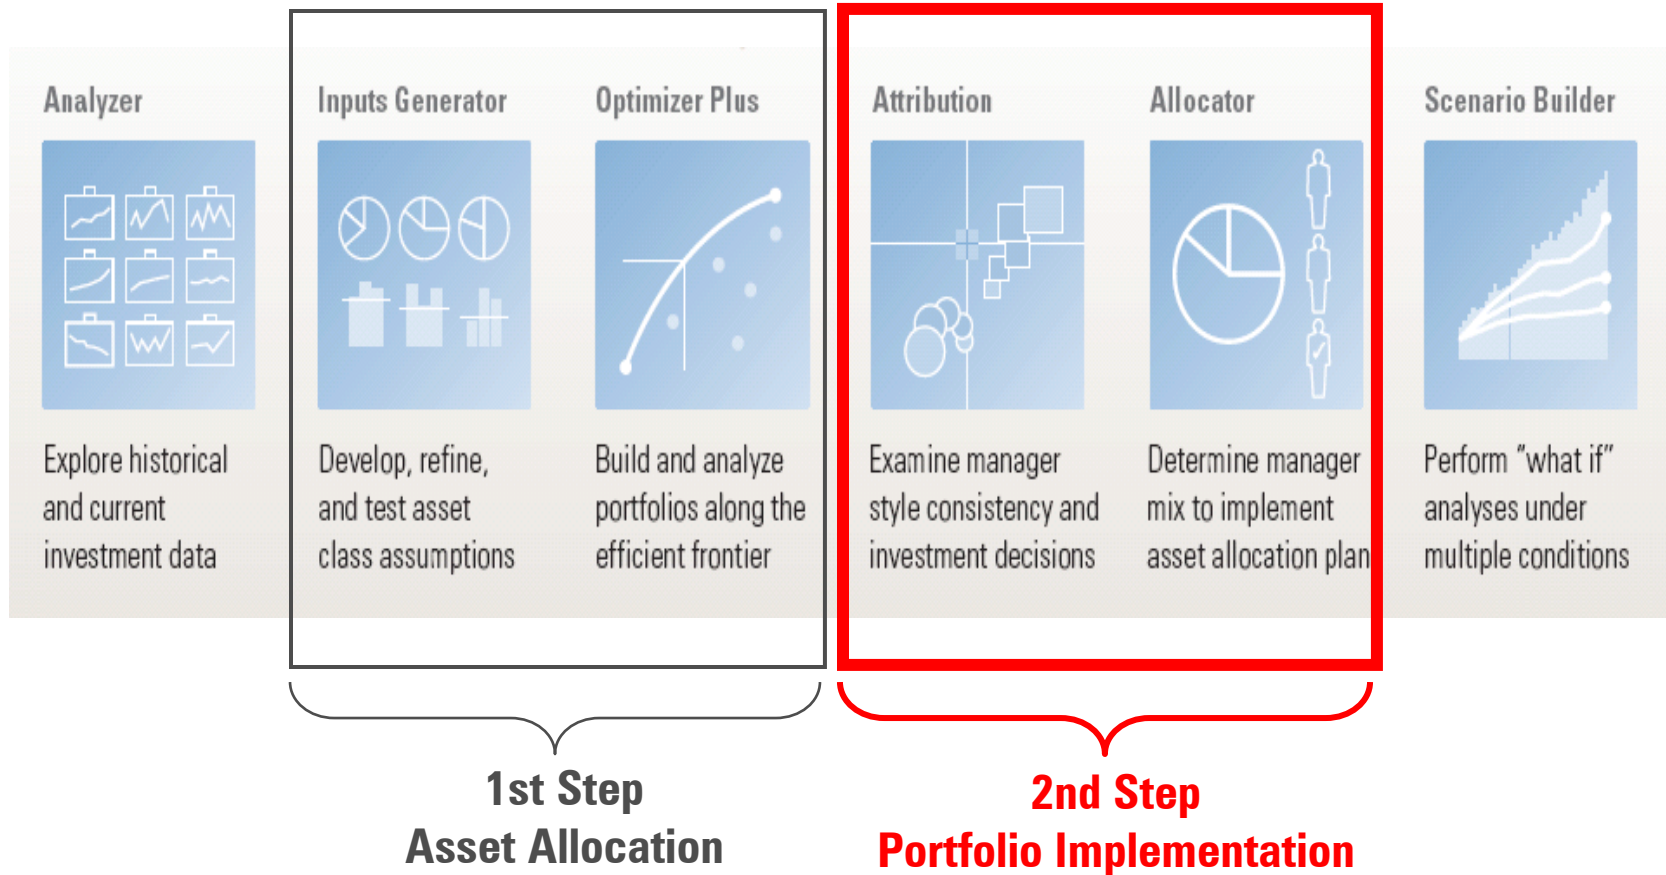 Analyzer
Inputs Generator
Optimizer Plus
Attribution
Allocator
Scenario Builder
Explore historical
and current
investment data
Develop, refine,
and test asset
class assumptions
Build and analyze
portfolios along the
efficient frontier
Examine manager
style consistency and
investment decisions
Determine manager
mix to implement
asset allocation plan
Perform “what if”
analyses under
multiple conditions
1st Step
Asset Allocation
2nd Step
Portfolio Implementation